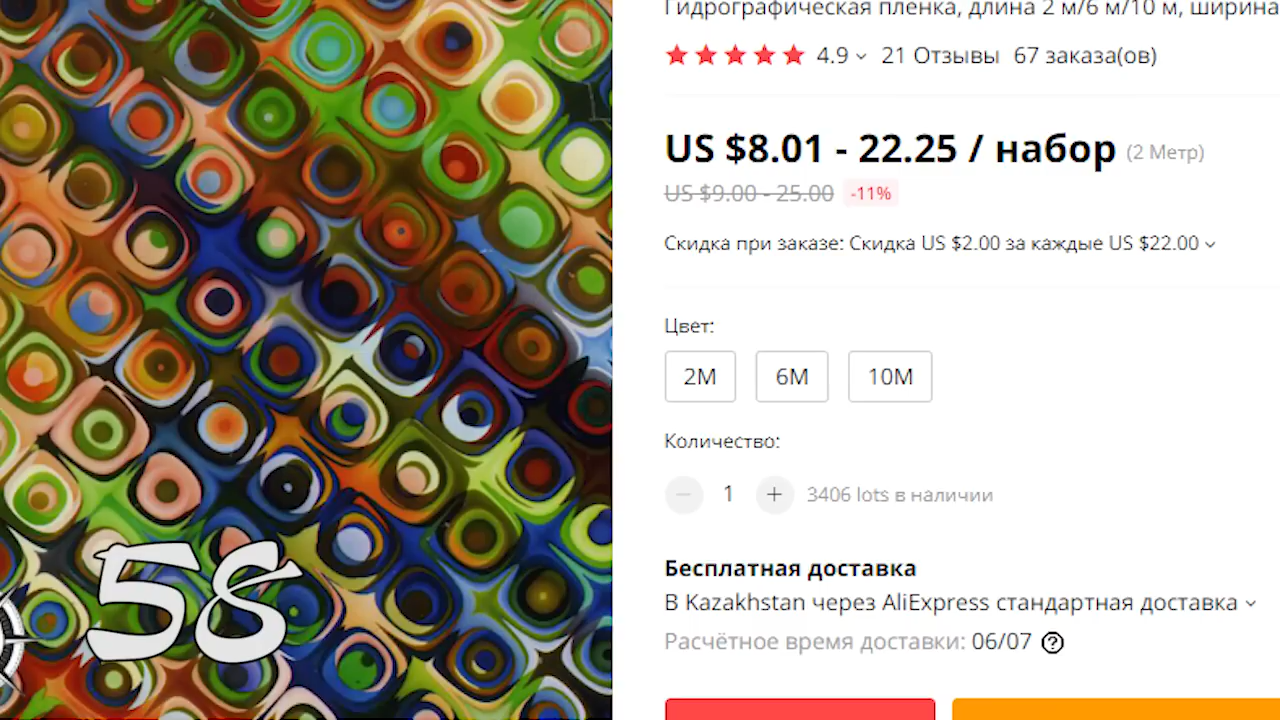 Гидрографическая пленка, длина 2 м/6 м/10 м, ширина
4.9 21 Отзывы 67 заказа(ов)
US $8.01 - 22.25 / набор (2 Метр)
US $9.00 - 25.00 -11%
Скидка при заказе: Скидка US $2.00 за каждые US $22.00
Цвет:
2M 6M 10M
Количество:
1 3406 lots в наличии
Бесплатная доставка
В Kazakhstan через AliExpress стандартная доставка
Расчётное время доставки: 06/07
58